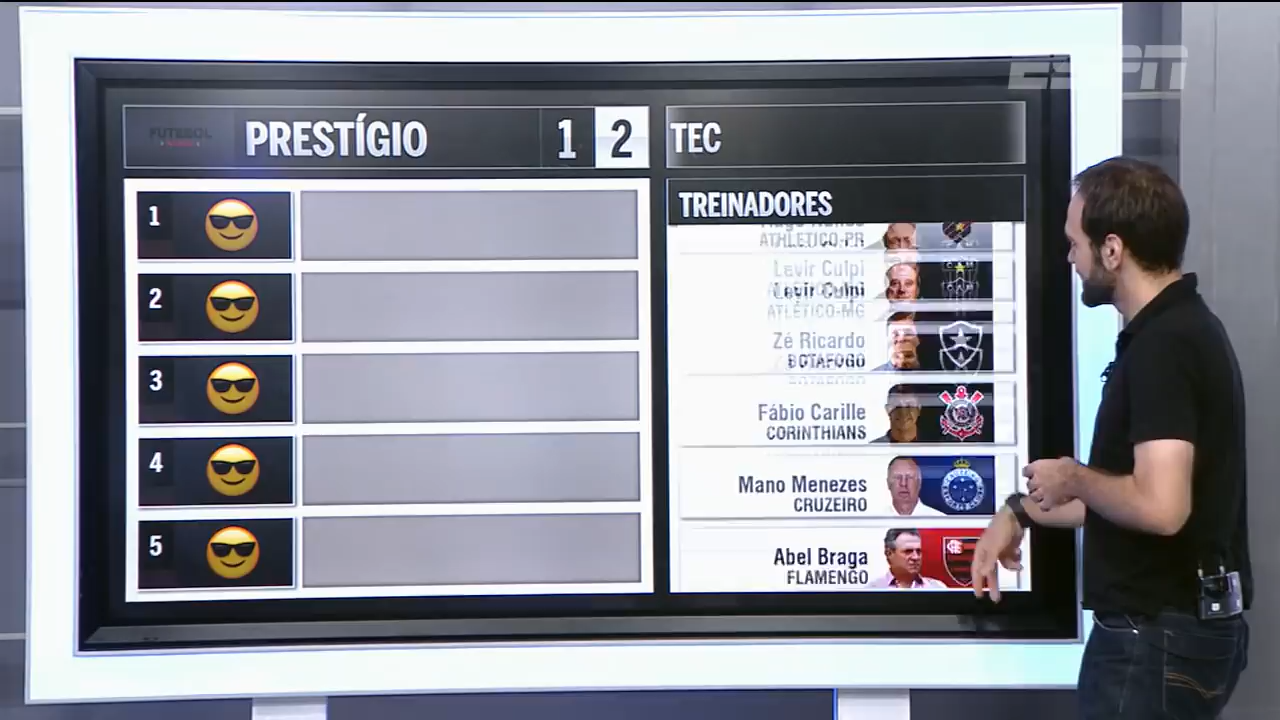 ESPN
FUTEBOL
PRESTÍGIO
1 2
1
2
3
4
5
TEC
TREINADORES
ATHLETICO-PR
Levir Culpi
ATLÉTICO-MG
Zé Ricardo
BOTAFOGO
Fábio Carille
CORINTHIANS
Mano Menezes
CRUZEIRO
Abel Braga
FLAMENGO